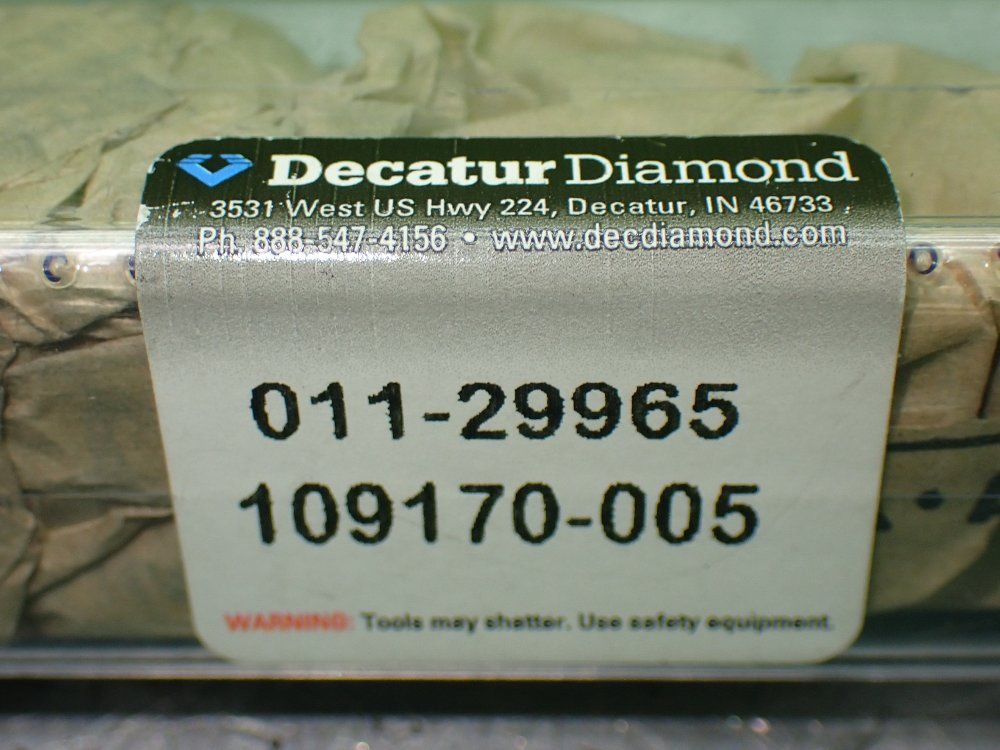 Decatur Diamond
3531 West US Hwy 224, Decatur, IN 46733
Ph. 888-547-4156 • www.decdiamond.com
011-29965
109170-005
WARNING: Tools may shatter. Use safety equipment.